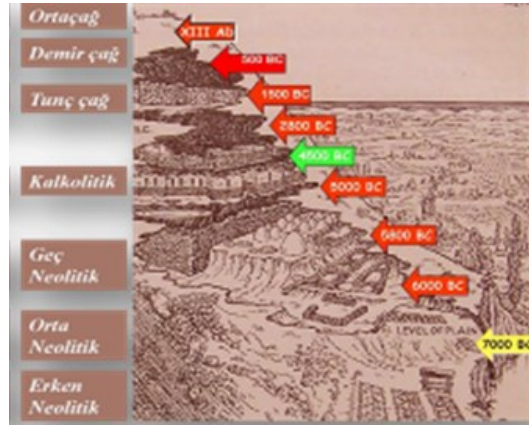 Ortaçağ
XIII Ab
Demir çağ
500 BC
Tunç çağ
1500 BC
2800 BC
4500 BC
Kalkolitik
5000 BC
5800 BC
Geç
Neolitik
6000 BC
Orta
Neolitik
LEVEL OF PLAIN
7000 BC
Erken
Neolitik